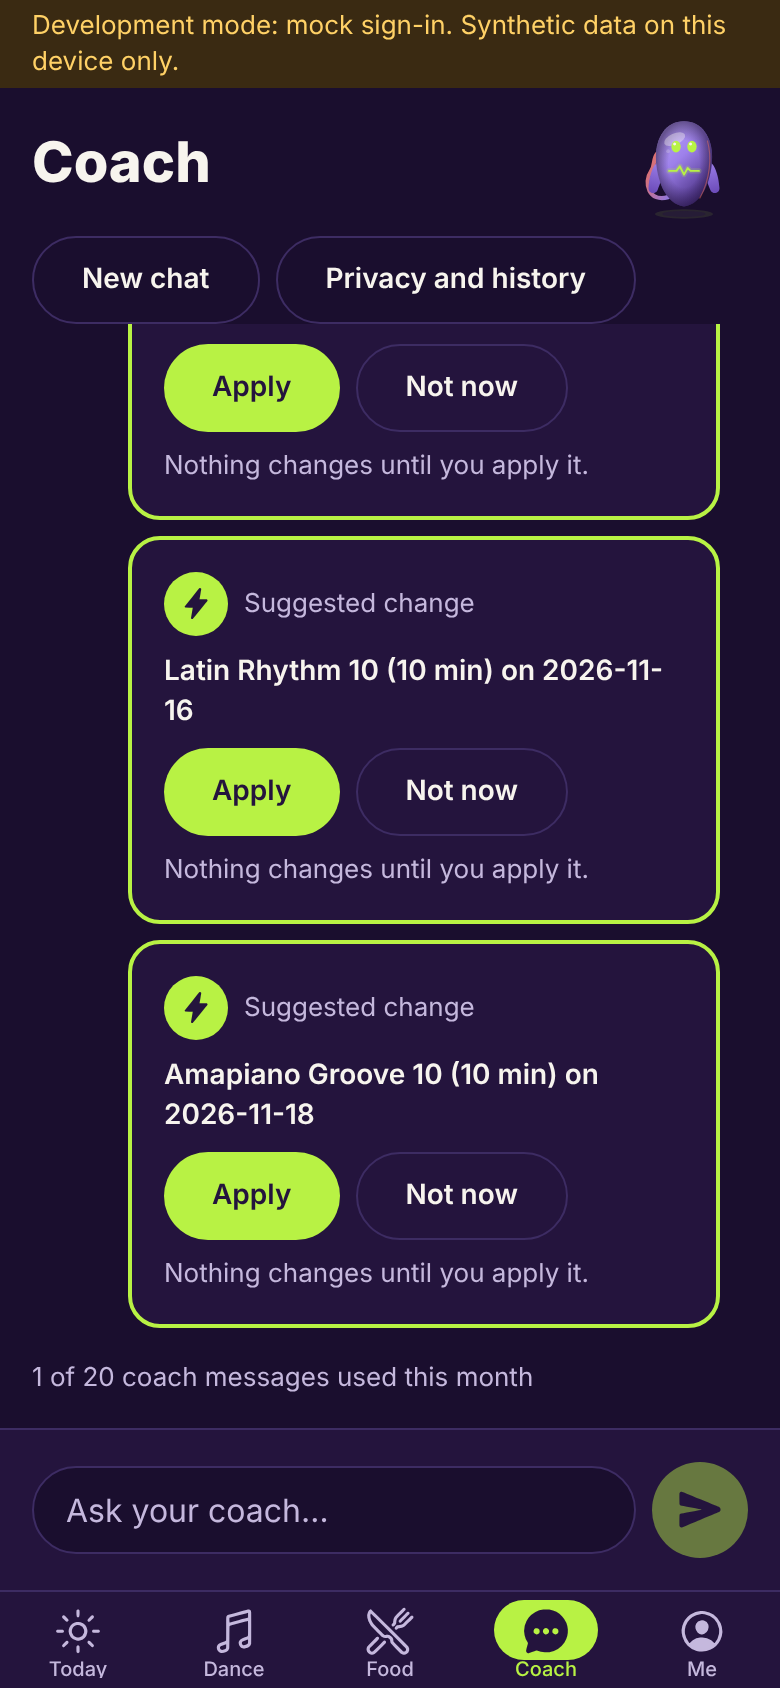 Development mode: mock sign-in. Synthetic data on this
device only.
Coach
New chat
Privacy and history
Apply
Not now
Nothing changes until you apply it.
Suggested change
Latin Rhythm 10 (10 min) on 2026-11-
16
Apply
Not now
Nothing changes until you apply it.
Suggested change
Amapiano Groove 10 (10 min) on
2026-11-18
Apply
Not now
Nothing changes until you apply it.
1 of 20 coach messages used this month
Ask your coach...
Today
Dance
Food
Coach
Me